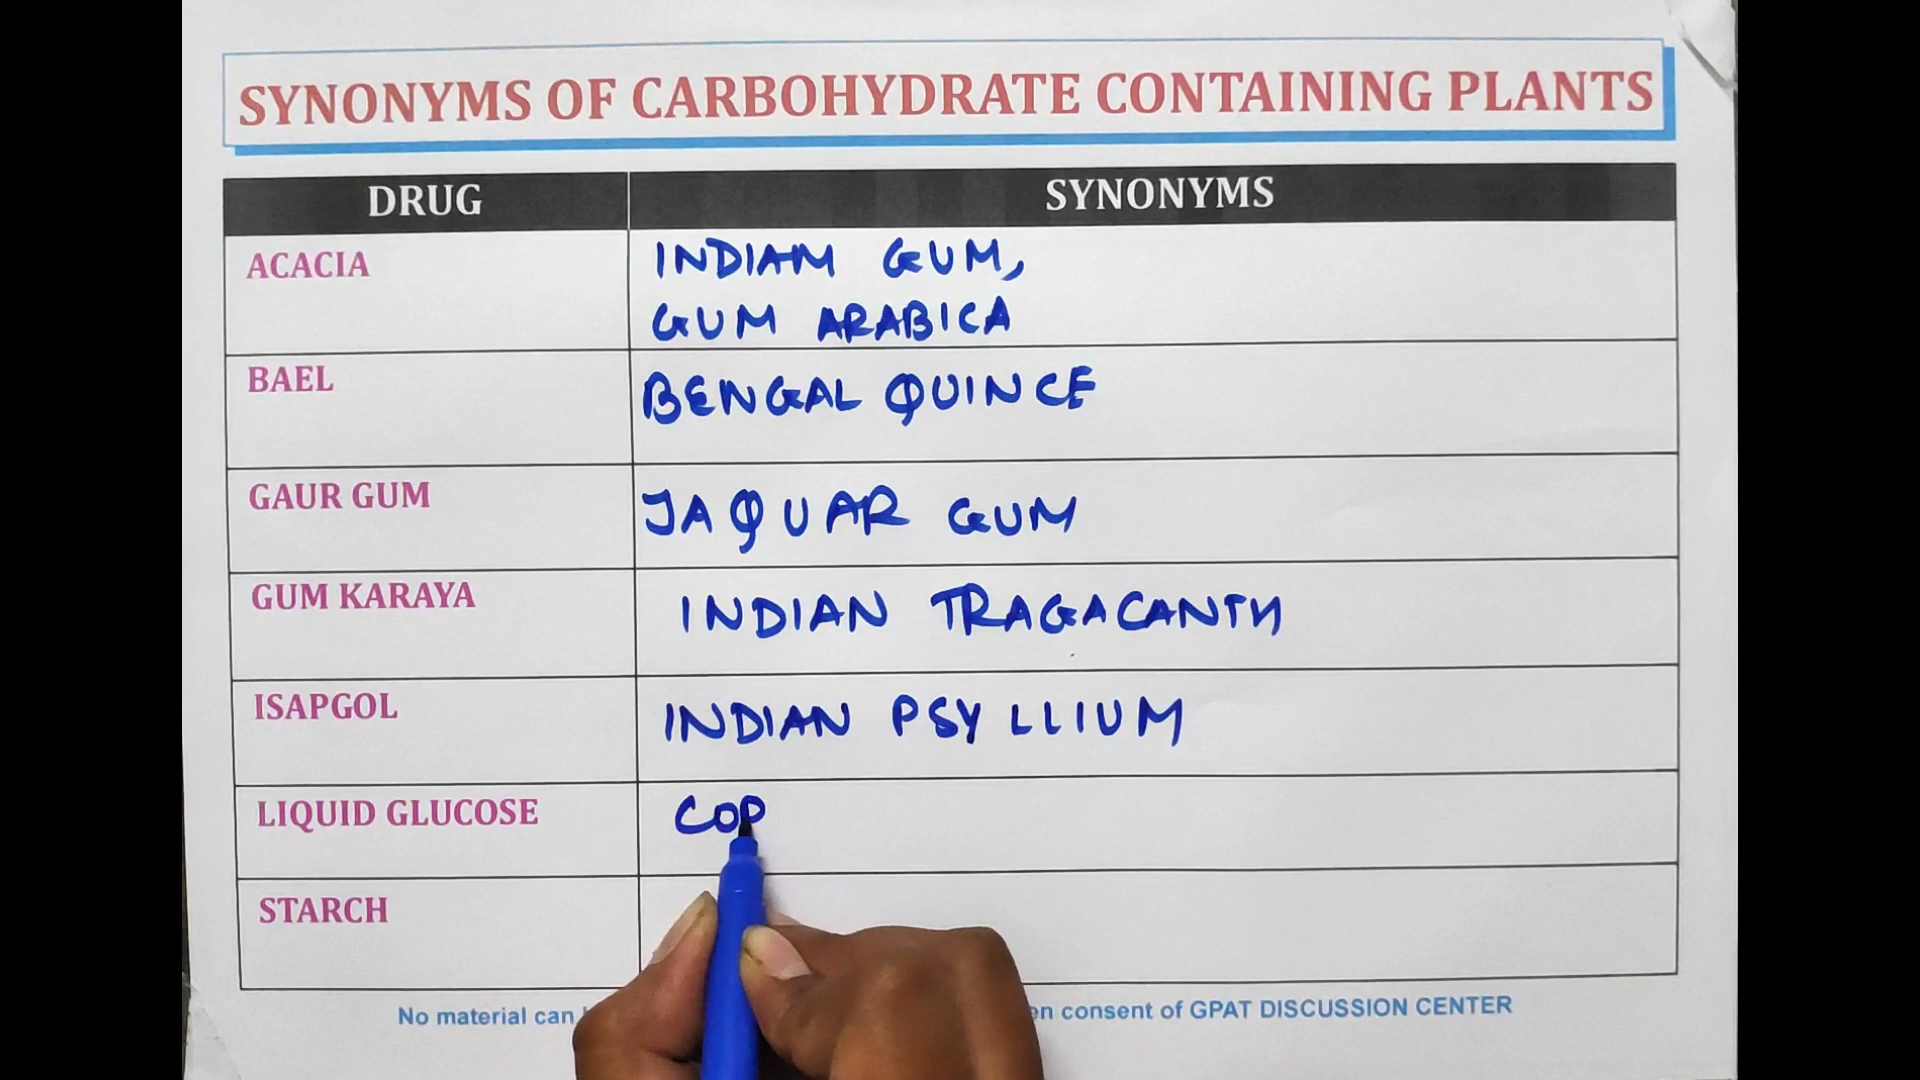 SYNONYMS OF CARBOHYDRATE CONTAINING PLANTS
DRUG SYNONYMS
ACACIA INDIAM GUM,
GUM ARABICA
BAEL BENGAL QUINCE
GAUR GUM JAQUAR GUM
GUM KARAYA INDIAN TRAGACANTH
ISAPGOL INDIAN PSYLLIUM
LIQUID GLUCOSE COP
STARCH
No material can consent of GPAT DISCUSSION CENTER